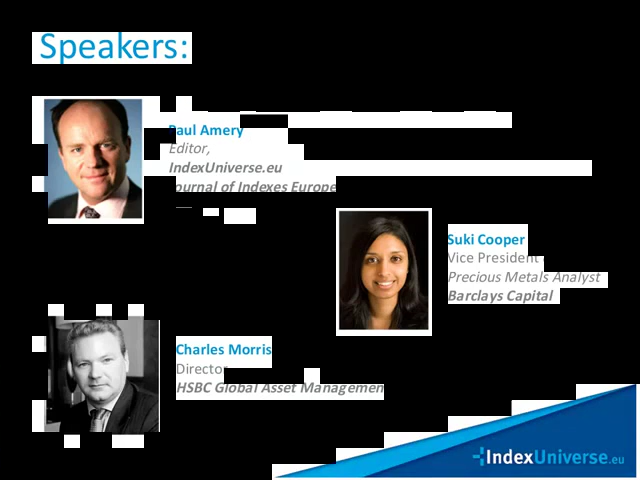 Speakers:
Paul Amery
Editor,
IndexUniverse.eu
Journal of Indexes Europe
Suki Cooper
Vice President
Precious Metals Analyst
Barclays Capital
Charles Morris
Director
HSBC Global Asset Managemen
IndexUniverse.eu